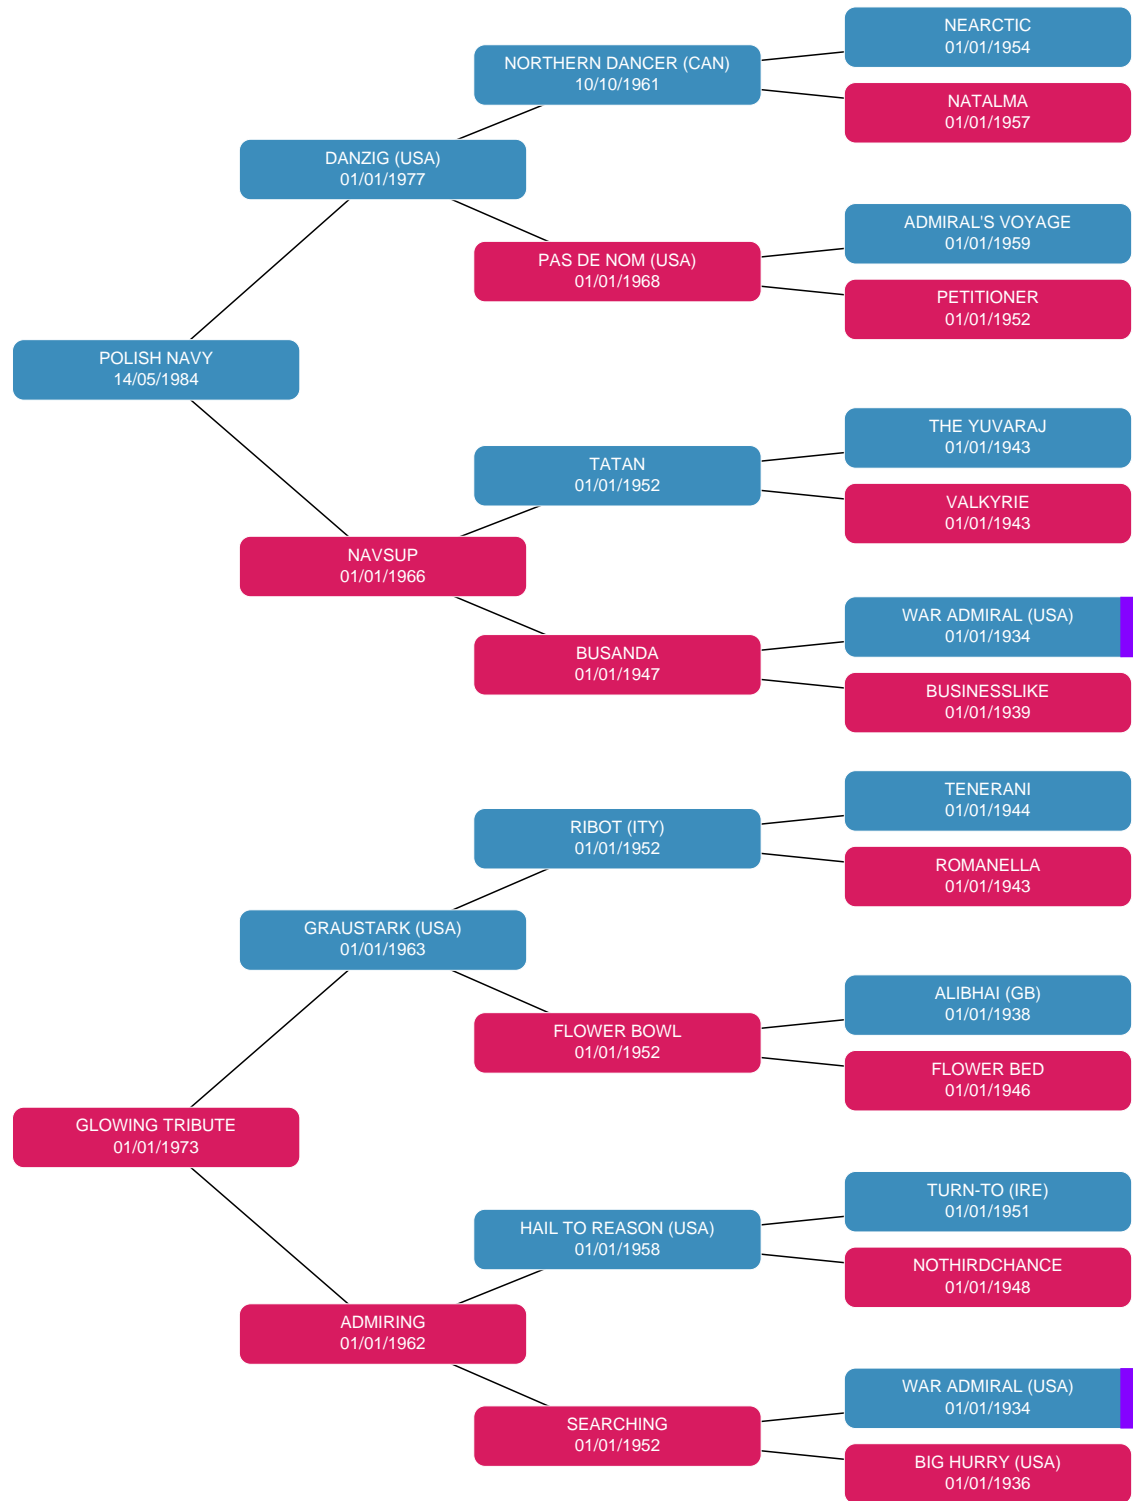 NEARCTIC
01/01/1954
NORTHERN DANCER (CAN)
10/10/1961
NATALMA
01/01/1957
DANZIG (USA)
01/01/1977
ADMIRAL'S VOYAGE
01/01/1959
PAS DE NOM (USA)
01/01/1968
PETITIONER
01/01/1952
POLISH NAVY
14/05/1984
THE YUVARAJ
01/01/1943
TATAN
01/01/1952
VALKYRIE
01/01/1943
NAVSUP
01/01/1966
WAR ADMIRAL (USA)
01/01/1934
BUSANDA
01/01/1947
BUSINESSLIKE
01/01/1939
TENERANI
01/01/1944
RIBOT (ITY)
01/01/1952
ROMANELLA
01/01/1943
GRAUSTARK (USA)
01/01/1963
ALIBHAI (GB)
01/01/1938
FLOWER BOWL
01/01/1952
FLOWER BED
01/01/1946
GLOWING TRIBUTE
01/01/1973
TURN-TO (IRE)
01/01/1951
HAIL TO REASON (USA)
01/01/1958
NOTHIRDCHANCE
01/01/1948
ADMIRING
01/01/1962
WAR ADMIRAL (USA)
01/01/1934
SEARCHING
01/01/1952
BIG HURRY (USA)
01/01/1936